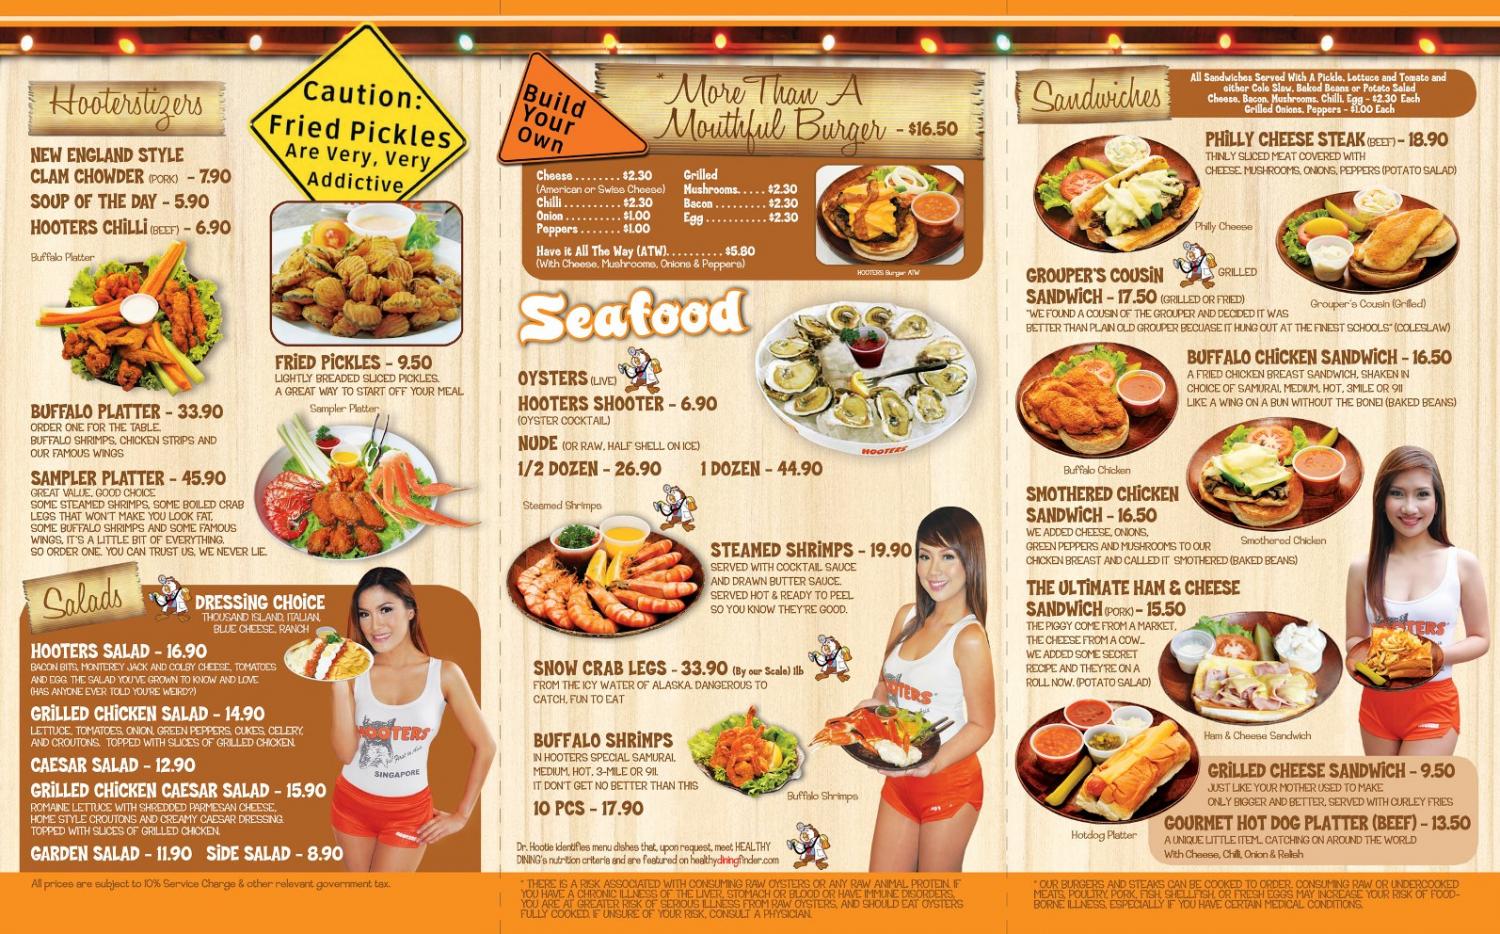 Hooterstizers
NEW ENGLAND STYLE
CLAM CHOWDER (PORK) - 7.90
SOUP OF THE DAY - 5.90
HOOTERS CHILLI (BEEF) - 6.90
Buffalo Platter
BUFFALO PLATTER - 33.90
ORDER ONE FOR THE TABLE.
BUFFALO SHRIMPS, CHICKEN STRIPS AND
OUR FAMOUS WINGS
SAMPLER PLATTER - 45.90
GREAT VALUE, GOOD CHOICE
SOME STEAMED SHRIMPS, SOME BOILED CRAB
LEGS THAT WON'T MAKE YOU LOOK FAT,
SOME BUFFALO SHRIMPS AND SOME FAMOUS
WINGS, IT'S A LITTLE BIT OF EVERYTHING.
SO ORDER ONE. YOU CAN TRUST US, WE NEVER LIE.
Caution:
Fried Pickles
Are Very, Very
Addictive
FRIED PICKLES - 9.50
LIGHTLY BREADED SLICED PICKLES.
A GREAT WAY TO START OFF YOUR MEAL
Sampler Platter
Salads
DRESSING CHOICE
THOUSAND ISLAND, ITALIAN,
BLUE CHEESE, RANCH
HOOTERS SALAD - 16.90
BACON BITS, MONTEREY JACK AND COLBY CHEESE, TOMATOES
AND EGG. THE SALAD YOU'VE GROWN TO KNOW AND LOVE
(HAS ANYONE EVER TOLD YOU'RE WEIRD?)
GRILLED CHICKEN SALAD - 14.90
LETTUCE, TOMATOES, ONION, GREEN PEPPERS, CUKES, CELERY,
AND CROUTONS. TOPPED WITH SLICES OF GRILLED CHICKEN.
CAESAR SALAD - 12.90
GRILLED CHICKEN CAESAR SALAD - 15.90
ROMAINE LETTUCE WITH SHREDDED PARMESAN CHEESE,
HOME STYLE CROUTONS AND CREAMY CAESAR DRESSING.
TOPPED WITH SLICES OF GRILLED CHICKEN.
GARDEN SALAD - 11.90 SIDE SALAD - 8.90
HOOTERS
SINGAPORE
All prices are subject to 10% Service Charge & other relevant government tax.
Build
Your
Own
* More Than A
Mouthful Burger - $16.50
Cheese ........ $2.30
(American or Swiss Cheese)
Chilli .......... $2.30
Onion .......... $1.00
Peppers ....... $1.00
Grilled
Mushrooms..... $2.30
Bacon ........... $2.30
Egg ............ $2.30
Have it All The Way (ATW).......... $5.80
(With Cheese, Mushrooms, Onions & Peppers)
HOOTERS Burger ATW
Seafood
OYSTERS (LIVE)
HOOTERS SHOOTER - 6.90
(OYSTER COCKTAIL)
NUDE (OR RAW, HALF SHELL ON ICE)
1/2 DOZEN - 26.90 1 DOZEN - 44.90
HOOTERS
Steamed Shrimps
STEAMED SHRIMPS - 19.90
SERVED WITH COCKTAIL SAUCE
AND DRAWN BUTTER SAUCE.
SERVED HOT & READY TO PEEL
SO YOU KNOW THEY'RE GOOD.
SNOW CRAB LEGS - 33.90 (By our Scale) 1lb
FROM THE ICY WATER OF ALASKA. DANGEROUS TO
CATCH, FUN TO EAT
BUFFALO SHRIMPS
IN HOOTERS SPECIAL SAMURAI,
MEDIUM, HOT, 3-MILE OR 911.
IT DON'T GET NO BETTER THAN THIS
10 PCS - 17.90
Buffalo Shrimps
Dr. Hootie identifies menu dishes that, upon request, meet HEALTHY
DINING's nutrition criteria and are featured on healthydiningfinder.com
* THERE IS A RISK ASSOCIATED WITH CONSUMING RAW OYSTERS OR ANY RAW ANIMAL PROTEIN. IF
YOU HAVE A CHRONIC ILLNESS OF THE LIVER, STOMACH OR BLOOD OR HAVE IMMUNE DISORDERS,
YOU ARE AT GREATER RISK OF SERIOUS ILLNESS FROM RAW OYSTERS, AND SHOULD EAT OYSTERS
FULLY COOKED. IF UNSURE OF YOUR RISK, CONSULT A PHYSICIAN.
Sandwiches
All Sandwiches Served With A Pickle, Lettuce and Tomato and
either Cole Slaw, Baked Beans or Potato Salad
Cheese, Bacon, Mushrooms, Chilli, Egg - $2.30 Each
Grilled Onions, Peppers - $1.00 Each
PHILLY CHEESE STEAK (BEEF) - 18.90
THINLY SLICED MEAT COVERED WITH
CHEESE, MUSHROOMS, ONIONS, PEPPERS (POTATO SALAD)
Philly Cheese
GRILLED
GROUPER'S COUSIN
SANDWICH - 17.50 (GRILLED OR FRIED)
Grouper's Cousin (Grilled)
"WE FOUND A COUSIN OF THE GROUPER AND DECIDED IT WAS
BETTER THAN PLAIN OLD GROUPER BECUASE IT HUNG OUT AT THE FINEST SCHOOLS" (COLESLAW)
BUFFALO CHICKEN SANDWICH - 16.50
A FRIED CHICKEN BREAST SANDWICH, SHAKEN IN
CHOICE OF SAMURAI, MEDIUM, HOT, 3MILE OR 911
LIKE A WING ON A BUN WITHOUT THE BONE! (BAKED BEANS)
Buffalo Chicken
SMOTHERED CHICKEN
SANDWICH - 16.50
WE ADDED CHEESE, ONIONS,
GREEN PEPPERS AND MUSHROOMS TO OUR
CHICKEN BREAST AND CALLED IT SMOTHERED (BAKED BEANS)
Smothered Chicken
THE ULTIMATE HAM & CHEESE
SANDWICH (PORK) - 15.50
THE PIGGY COME FROM A MARKET,
THE CHEESE FROM A COW...
WE ADDED SOME SECRET
RECIPE AND THEY'RE ON A
ROLL NOW. (POTATO SALAD)
Ham & Cheese Sandwich
Hotdog Platter
GRILLED CHEESE SANDWICH - 9.50
JUST LIKE YOUR MOTHER USED TO MAKE
ONLY BIGGER AND BETTER, SERVED WITH CURLEY FRIES
GOURMET HOT DOG PLATTER (BEEF) - 13.50
A UNIQUE LITTLE ITEM... CATCHING ON AROUND THE WORLD
With Cheese, Chilli, Onion & Relish
* OUR BURGERS AND STEAKS CAN BE COOKED TO ORDER. CONSUMING RAW OR UNDERCOOKED
MEATS, POULTRY, PORK, FISH, SHELLFISH, OR FRESH EGGS MAY INCREASE YOUR RISK OF FOOD-
BORNE ILLNESS, ESPECIALLY IF YOU HAVE CERTAIN MEDICAL CONDITIONS.